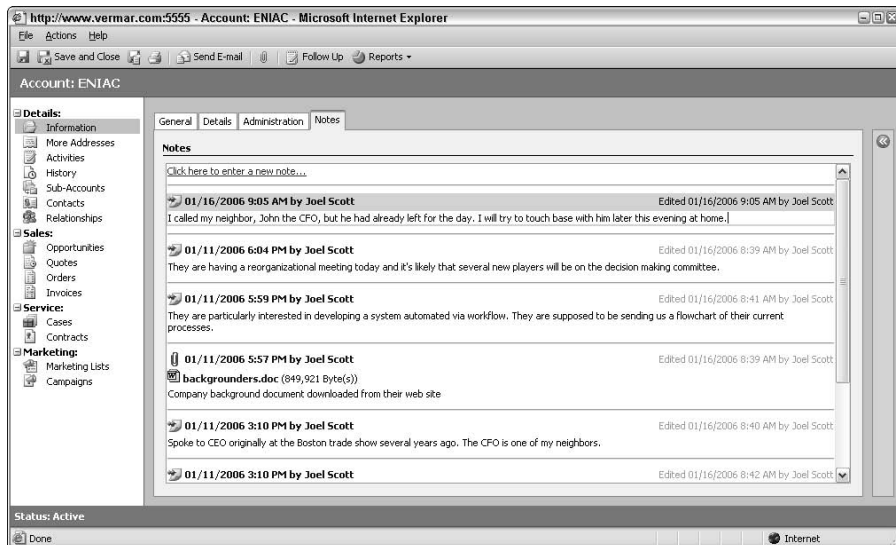 http://www.vermar.com:5555 - Account: ENIAC - Microsoft Internet Explorer
File Actions Help
Save and Close Send E-mail Follow Up Reports
Account: ENIAC
Details:
Information
More Addresses
Activities
History
Sub-Accounts
Contacts
Relationships
Sales:
Opportunities
Quotes
Orders
Invoices
Service:
Cases
Contracts
Marketing:
Marketing Lists
Campaigns
General Details Administration Notes
Notes
Click here to enter a new note...
01/16/2006 9:05 AM by Joel Scott Edited 01/16/2006 9:05 AM by Joel Scott
I called my neighbor, John the CFO, but he had already left for the day. I will try to touch base with him later this evening at home.
01/11/2006 6:04 PM by Joel Scott Edited 01/16/2006 8:39 AM by Joel Scott
They are having a reorganizational meeting today and it's likely that several new players will be on the decision making committee.
01/11/2006 5:59 PM by Joel Scott Edited 01/16/2006 8:41 AM by Joel Scott
They are particularly interested in developing a system automated via workflow. They are supposed to be sending us a flowchart of their current
processes.
01/11/2006 5:57 PM by Joel Scott Edited 01/16/2006 8:39 AM by Joel Scott
backgrounders.doc (849,921 Byte(s))
Company background document downloaded from their web site
01/11/2006 3:10 PM by Joel Scott Edited 01/16/2006 8:40 AM by Joel Scott
Spoke to CEO originally at the Boston trade show several years ago. The CFO is one of my neighbors.
01/11/2006 3:10 PM by Joel Scott Edited 01/16/2006 8:42 AM by Joel Scott
Status: Active
Done Internet